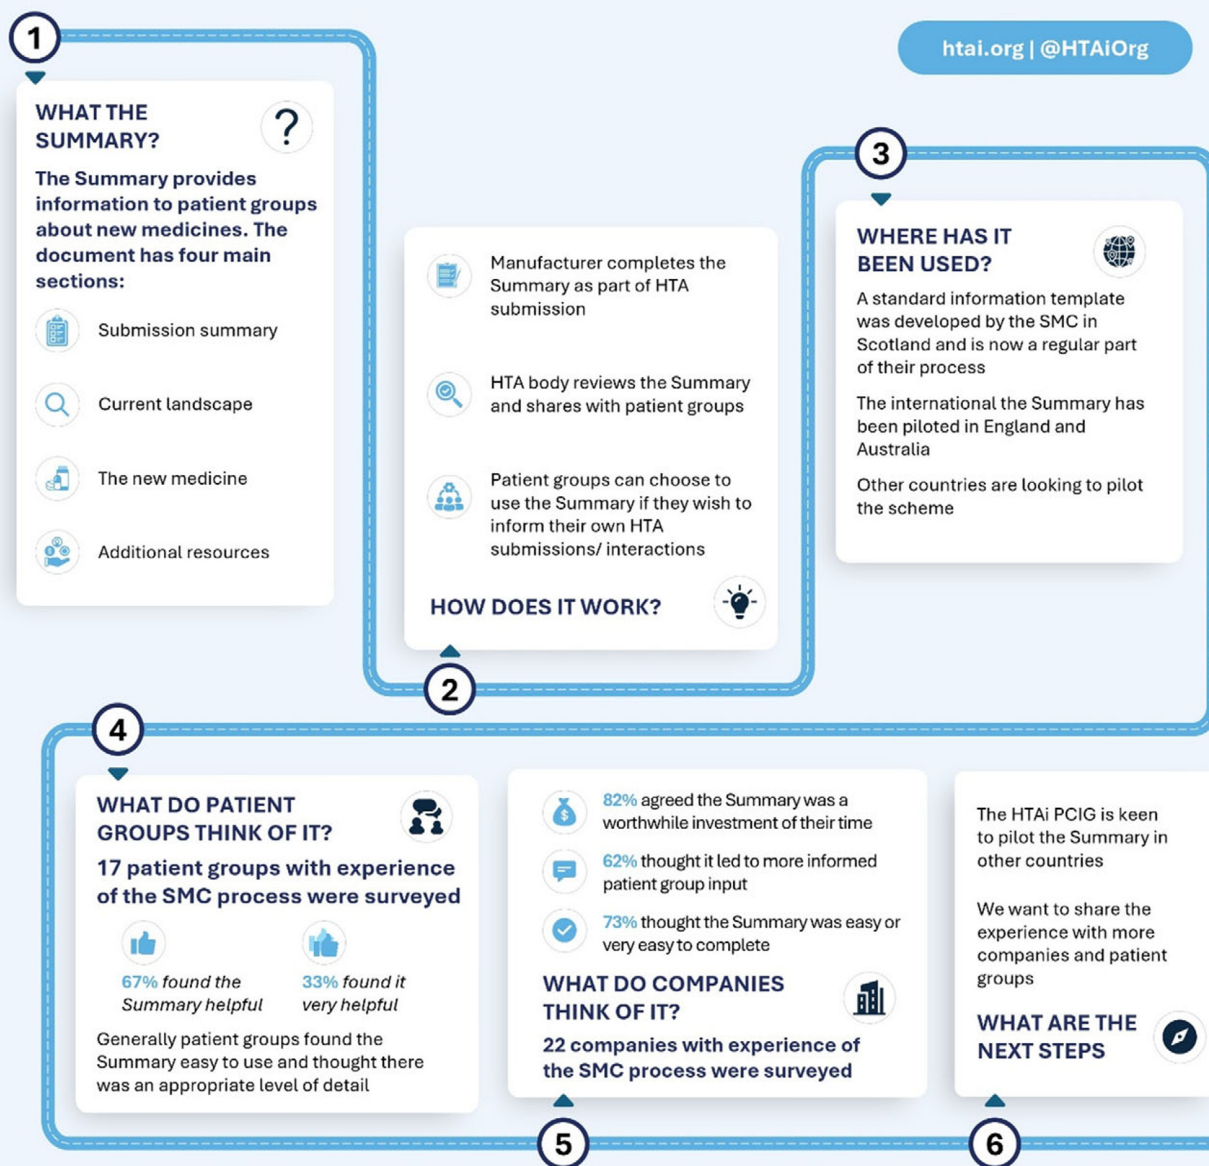 1
htai.org | @HTAiOrg
WHAT THE
SUMMARY?
?
The Summary provides
information to patient groups
about new medicines. The
document has four main
sections:
Submission summary
Current landscape
The new medicine
Additional resources
Manufacturer completes the
Summary as part of HTA
submission
HTA body reviews the Summary
and shares with patient groups
Patient groups can choose to
use the Summary if they wish to
inform their own HTA
submissions/ interactions
HOW DOES IT WORK?
2
3
WHERE HAS IT
BEEN USED?
A standard information template
was developed by the SMC in
Scotland and is now a regular part
of their process
The international the Summary has
been piloted in England and
Australia
Other countries are looking to pilot
the scheme
4
WHAT DO PATIENT
GROUPS THINK OF IT?
17 patient groups with experience
of the SMC process were surveyed
67% found the
Summary helpful
33% found it
very helpful
Generally patient groups found the
Summary easy to use and thought there
was an appropriate level of detail
$
82% agreed the Summary was a
worthwhile investment of their time
62% thought it led to more informed
patient group input
73% thought the Summary was easy or
very easy to complete
WHAT DO COMPANIES
THINK OF IT?
22 companies with experience of
the SMC process were surveyed
5
The HTAi PCIG is keen
to pilot the Summary in
other countries
We want to share the
experience with more
companies and patient
groups
WHAT ARE THE
NEXT STEPS
6